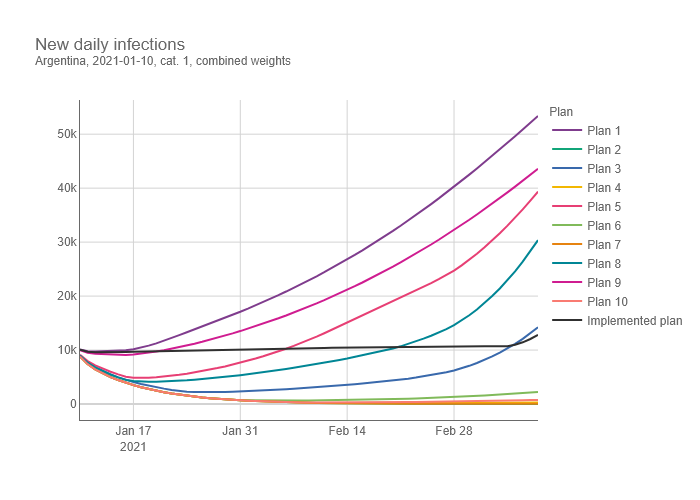 New daily infections
Argentina, 2021-01-10, cat. 1, combined weights
Plan
50k
40k
30k
20k
10k
0
Jan 17
2021
Jan 31
Feb 14
Feb 28
Plan 1
Plan 2
Plan 3
Plan 4
Plan 5
Plan 6
Plan 7
Plan 8
Plan 9
Plan 10
Implemented plan